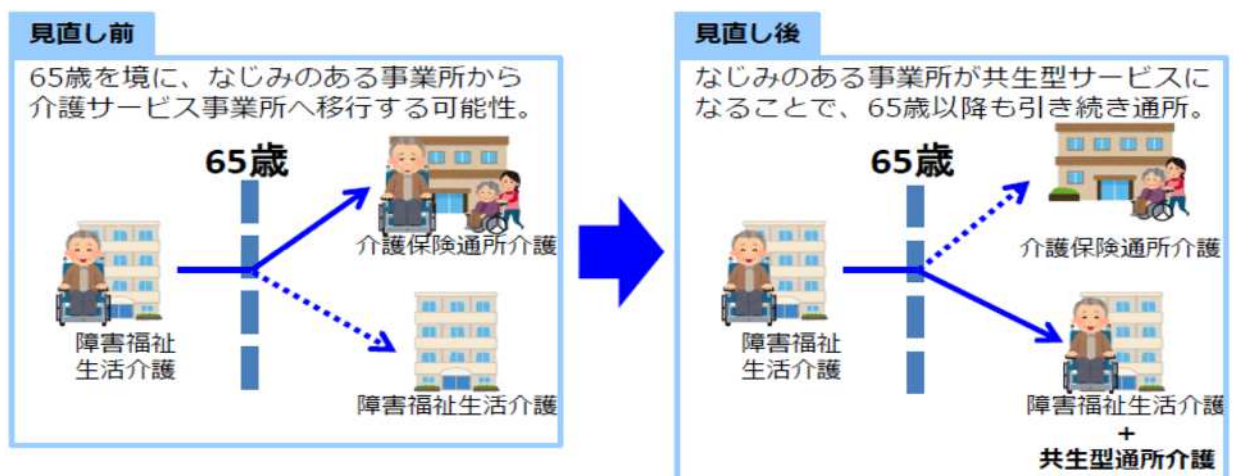 見直し前
65歳を境に、なじみのある事業所から
介護サービス事業所へ移行する可能性。
65歳
介護保険通所介護
障害福祉
生活介護
障害福祉生活介護
見直し後
なじみのある事業所が共生型サービスに
なることで、65歳以降も引き続き通所。
65歳
介護保険通所介護
障害福祉
生活介護
障害福祉生活介護
+
共生型通所介護